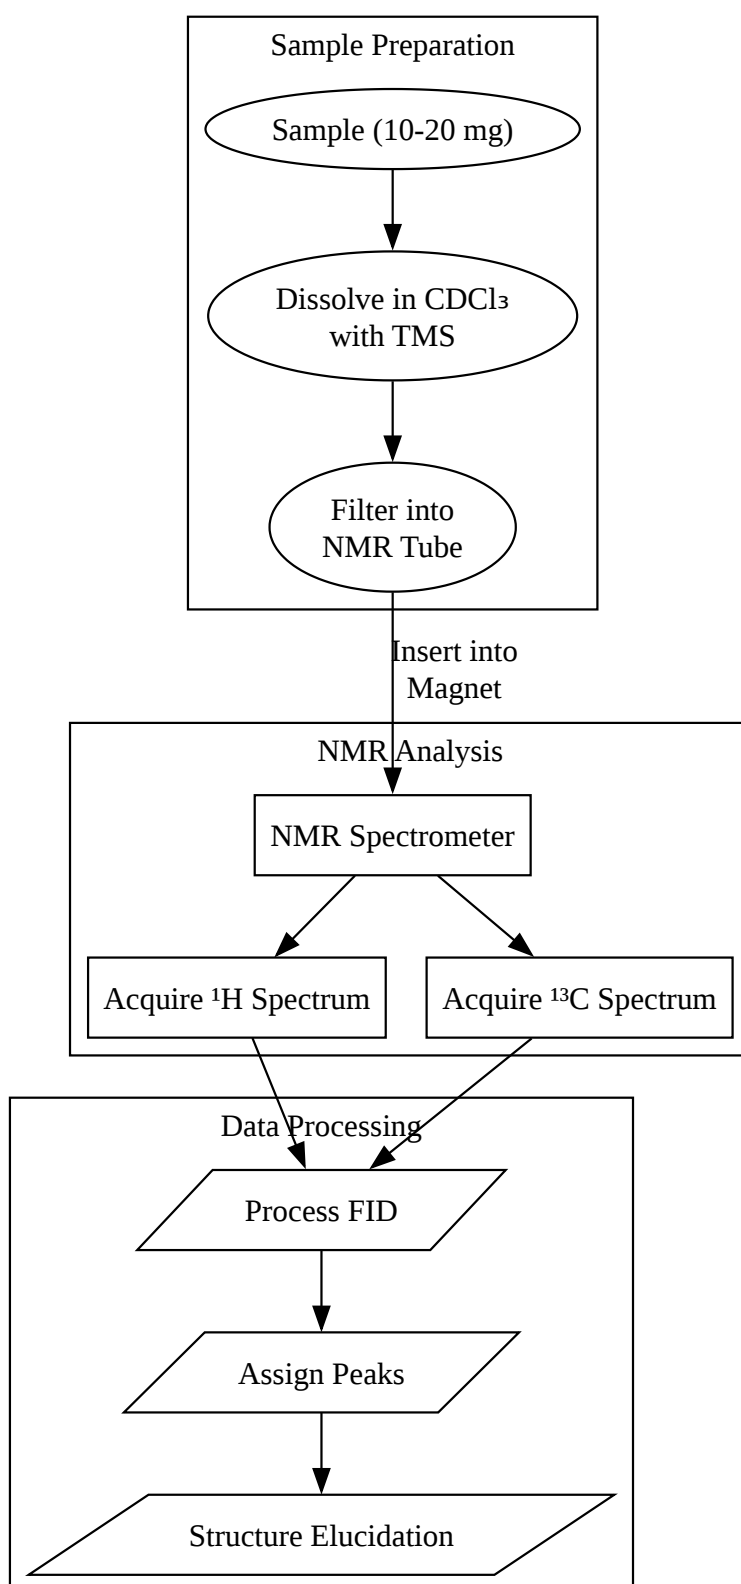 Sample Preparation
Sample (10-20 mg)
Dissolve in CDCl₃
with TMS
Filter into
NMR Tube
Insert into
Magnet
NMR Analysis
NMR Spectrometer
Acquire ¹H Spectrum
Acquire ¹³C Spectrum
Data Processing
Process FID
Assign Peaks
Structure Elucidation